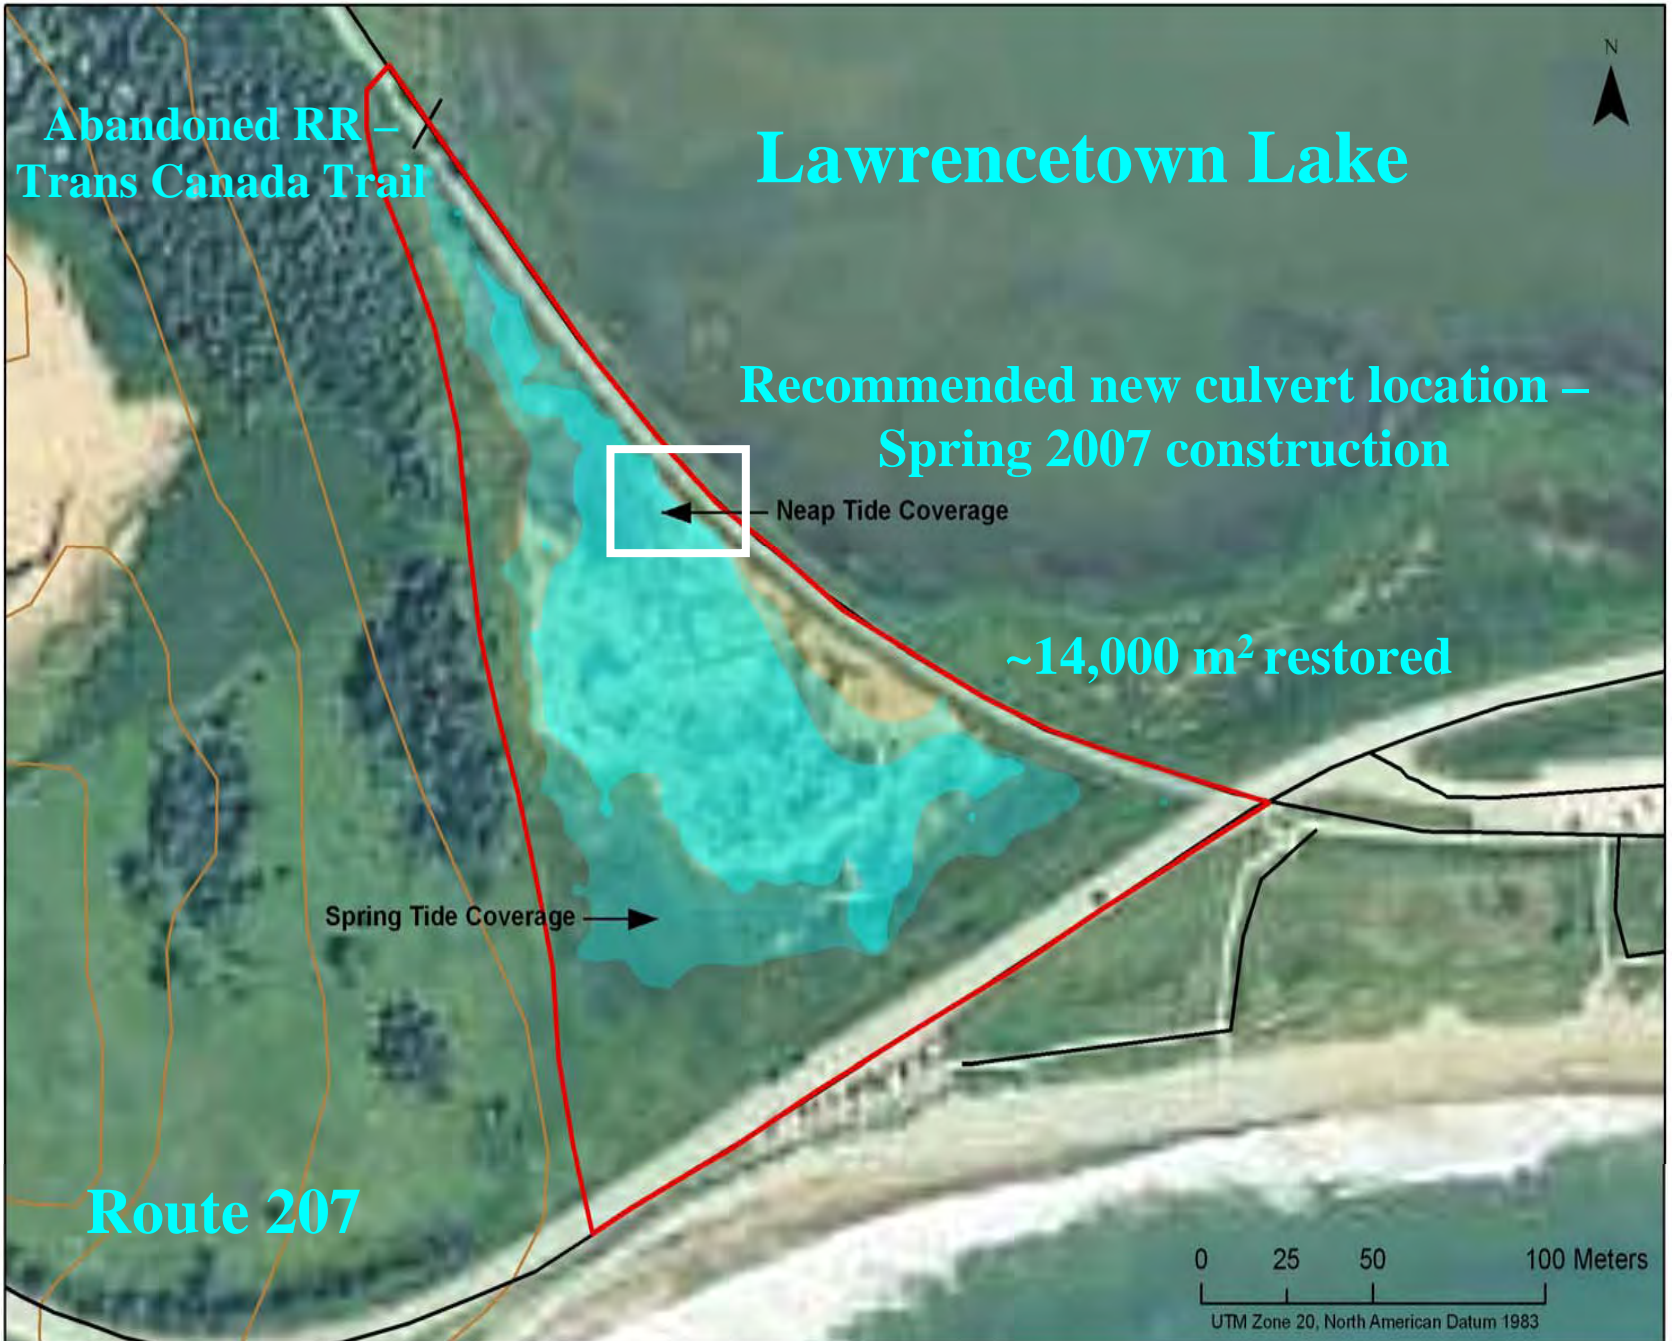 N
Abandoned RR –
Trans Canada Trail
Lawrencetown Lake
Recommended new culvert location –
Spring 2007 construction
Neap Tide Coverage
~14,000 m² restored
Spring Tide Coverage
Route 207
0 25 50 100 Meters
UTM Zone 20, North American Datum 1983